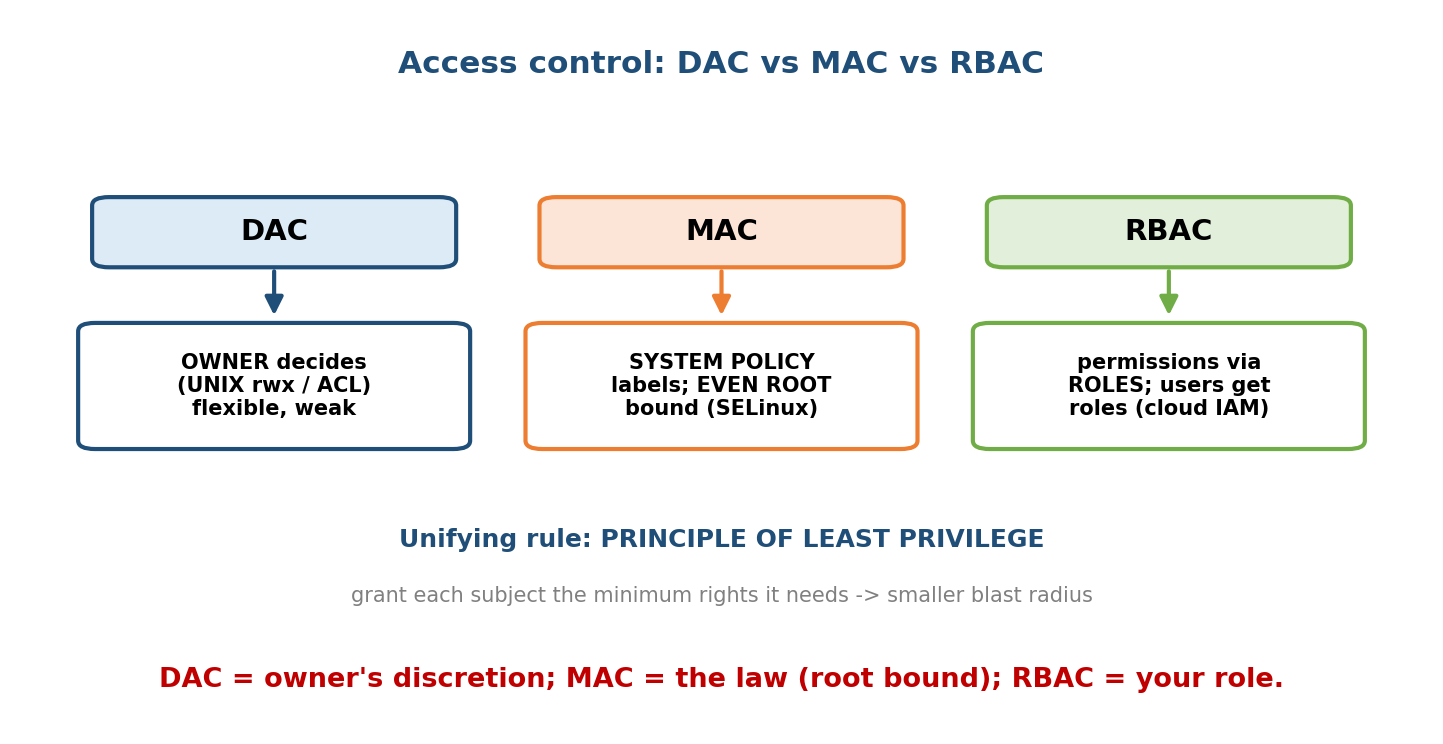 Access control: DAC vs MAC vs RBAC
DAC
MAC
RBAC
OWNER decides
(UNIX rwx / ACL)
flexible, weak
SYSTEM POLICY
labels; EVEN ROOT
bound (SELinux)
permissions via
ROLES; users get
roles (cloud IAM)
Unifying rule: PRINCIPLE OF LEAST PRIVILEGE
grant each subject the minimum rights it needs -> smaller blast radius
DAC = owner's discretion; MAC = the law (root bound); RBAC = your role.